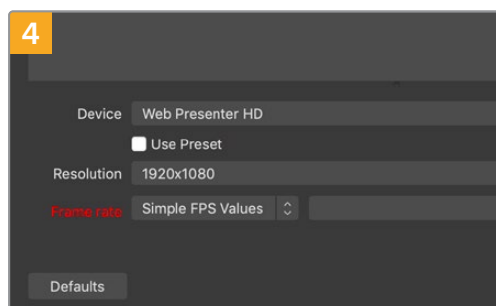 4
Device Web Presenter HD
Use Preset
Resolution 1920x1080
Frame rate Simple FPS Values
Defaults